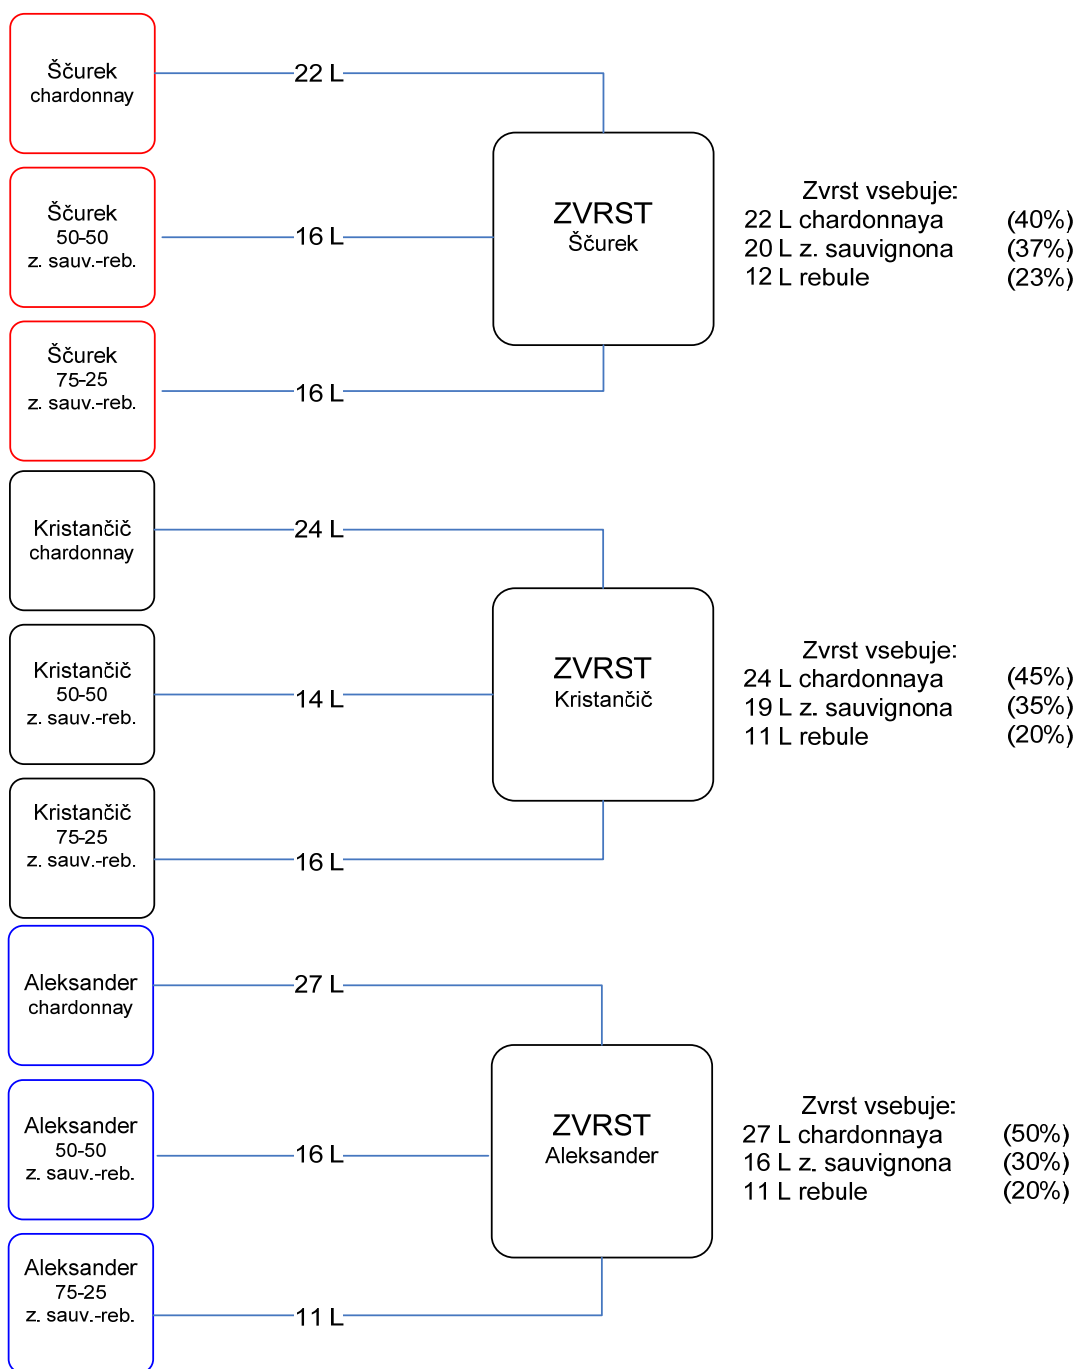 Ščurek
chardonnay
22 L
Ščurek
50-50
z. sauv.-reb.
16 L
Ščurek
75-25
z. sauv.-reb.
16 L
ZVRST
Ščurek
Zvrst vsebuje:
22 L chardonnaya (40%)
20 L z. sauvignona (37%)
12 L rebule (23%)
Kristančič
chardonnay
24 L
Kristančič
50-50
z. sauv.-reb.
14 L
Kristančič
75-25
z. sauv.-reb.
16 L
ZVRST
Kristančič
Zvrst vsebuje:
24 L chardonnaya (45%)
19 L z. sauvignona (35%)
11 L rebule (20%)
Aleksander
chardonnay
27 L
Aleksander
50-50
z. sauv.-reb.
16 L
Aleksander
75-25
z. sauv.-reb.
11 L
ZVRST
Aleksander
Zvrst vsebuje:
27 L chardonnaya (50%)
16 L z. sauvignona (30%)
11 L rebule (20%)